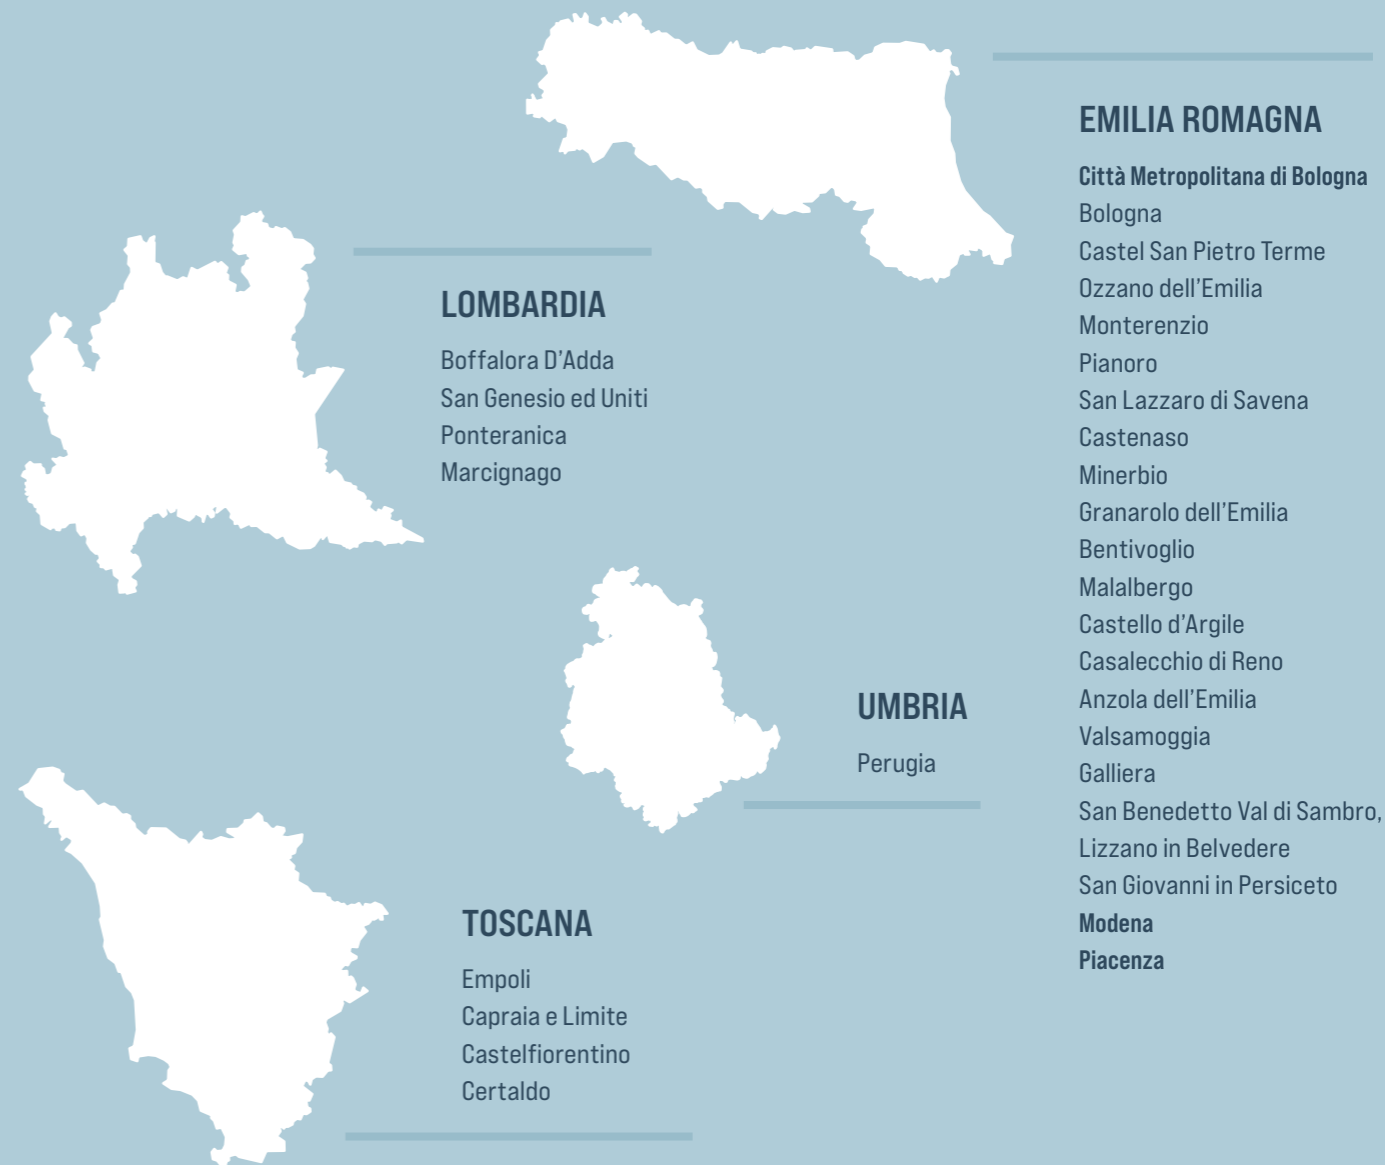 EMILIA ROMAGNA
Città Metropolitana di Bologna
Bologna
Castel San Pietro Terme
Ozzano dell'Emilia
Monterenzio
Pianoro
San Lazzaro di Savena
Castenaso
Minerbio
Granarolo dell'Emilia
Bentivoglio
Malalbergo
Castello d'Argile
Casalecchio di Reno
Anzola dell'Emilia
Valsamoggia
Galliera
San Benedetto Val di Sambro,
Lizzano in Belvedere
San Giovanni in Persiceto
Modena
Piacenza
LOMBARDIA
Boffalora D'Adda
San Genesio ed Uniti
Ponteranica
Marcignago
UMBRIA
Perugia
TOSCANA
Empoli
Capraia e Limite
Castelfiorentino
Certaldo